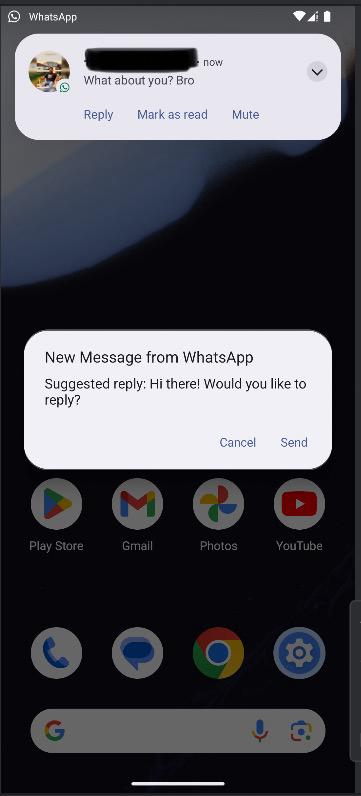 WhatsApp
now
What about you? Bro
Reply Mark as read Mute
New Message from WhatsApp
Suggested reply: Hi there! Would you like to
reply?
Cancel Send
Play Store Gmail Photos YouTube